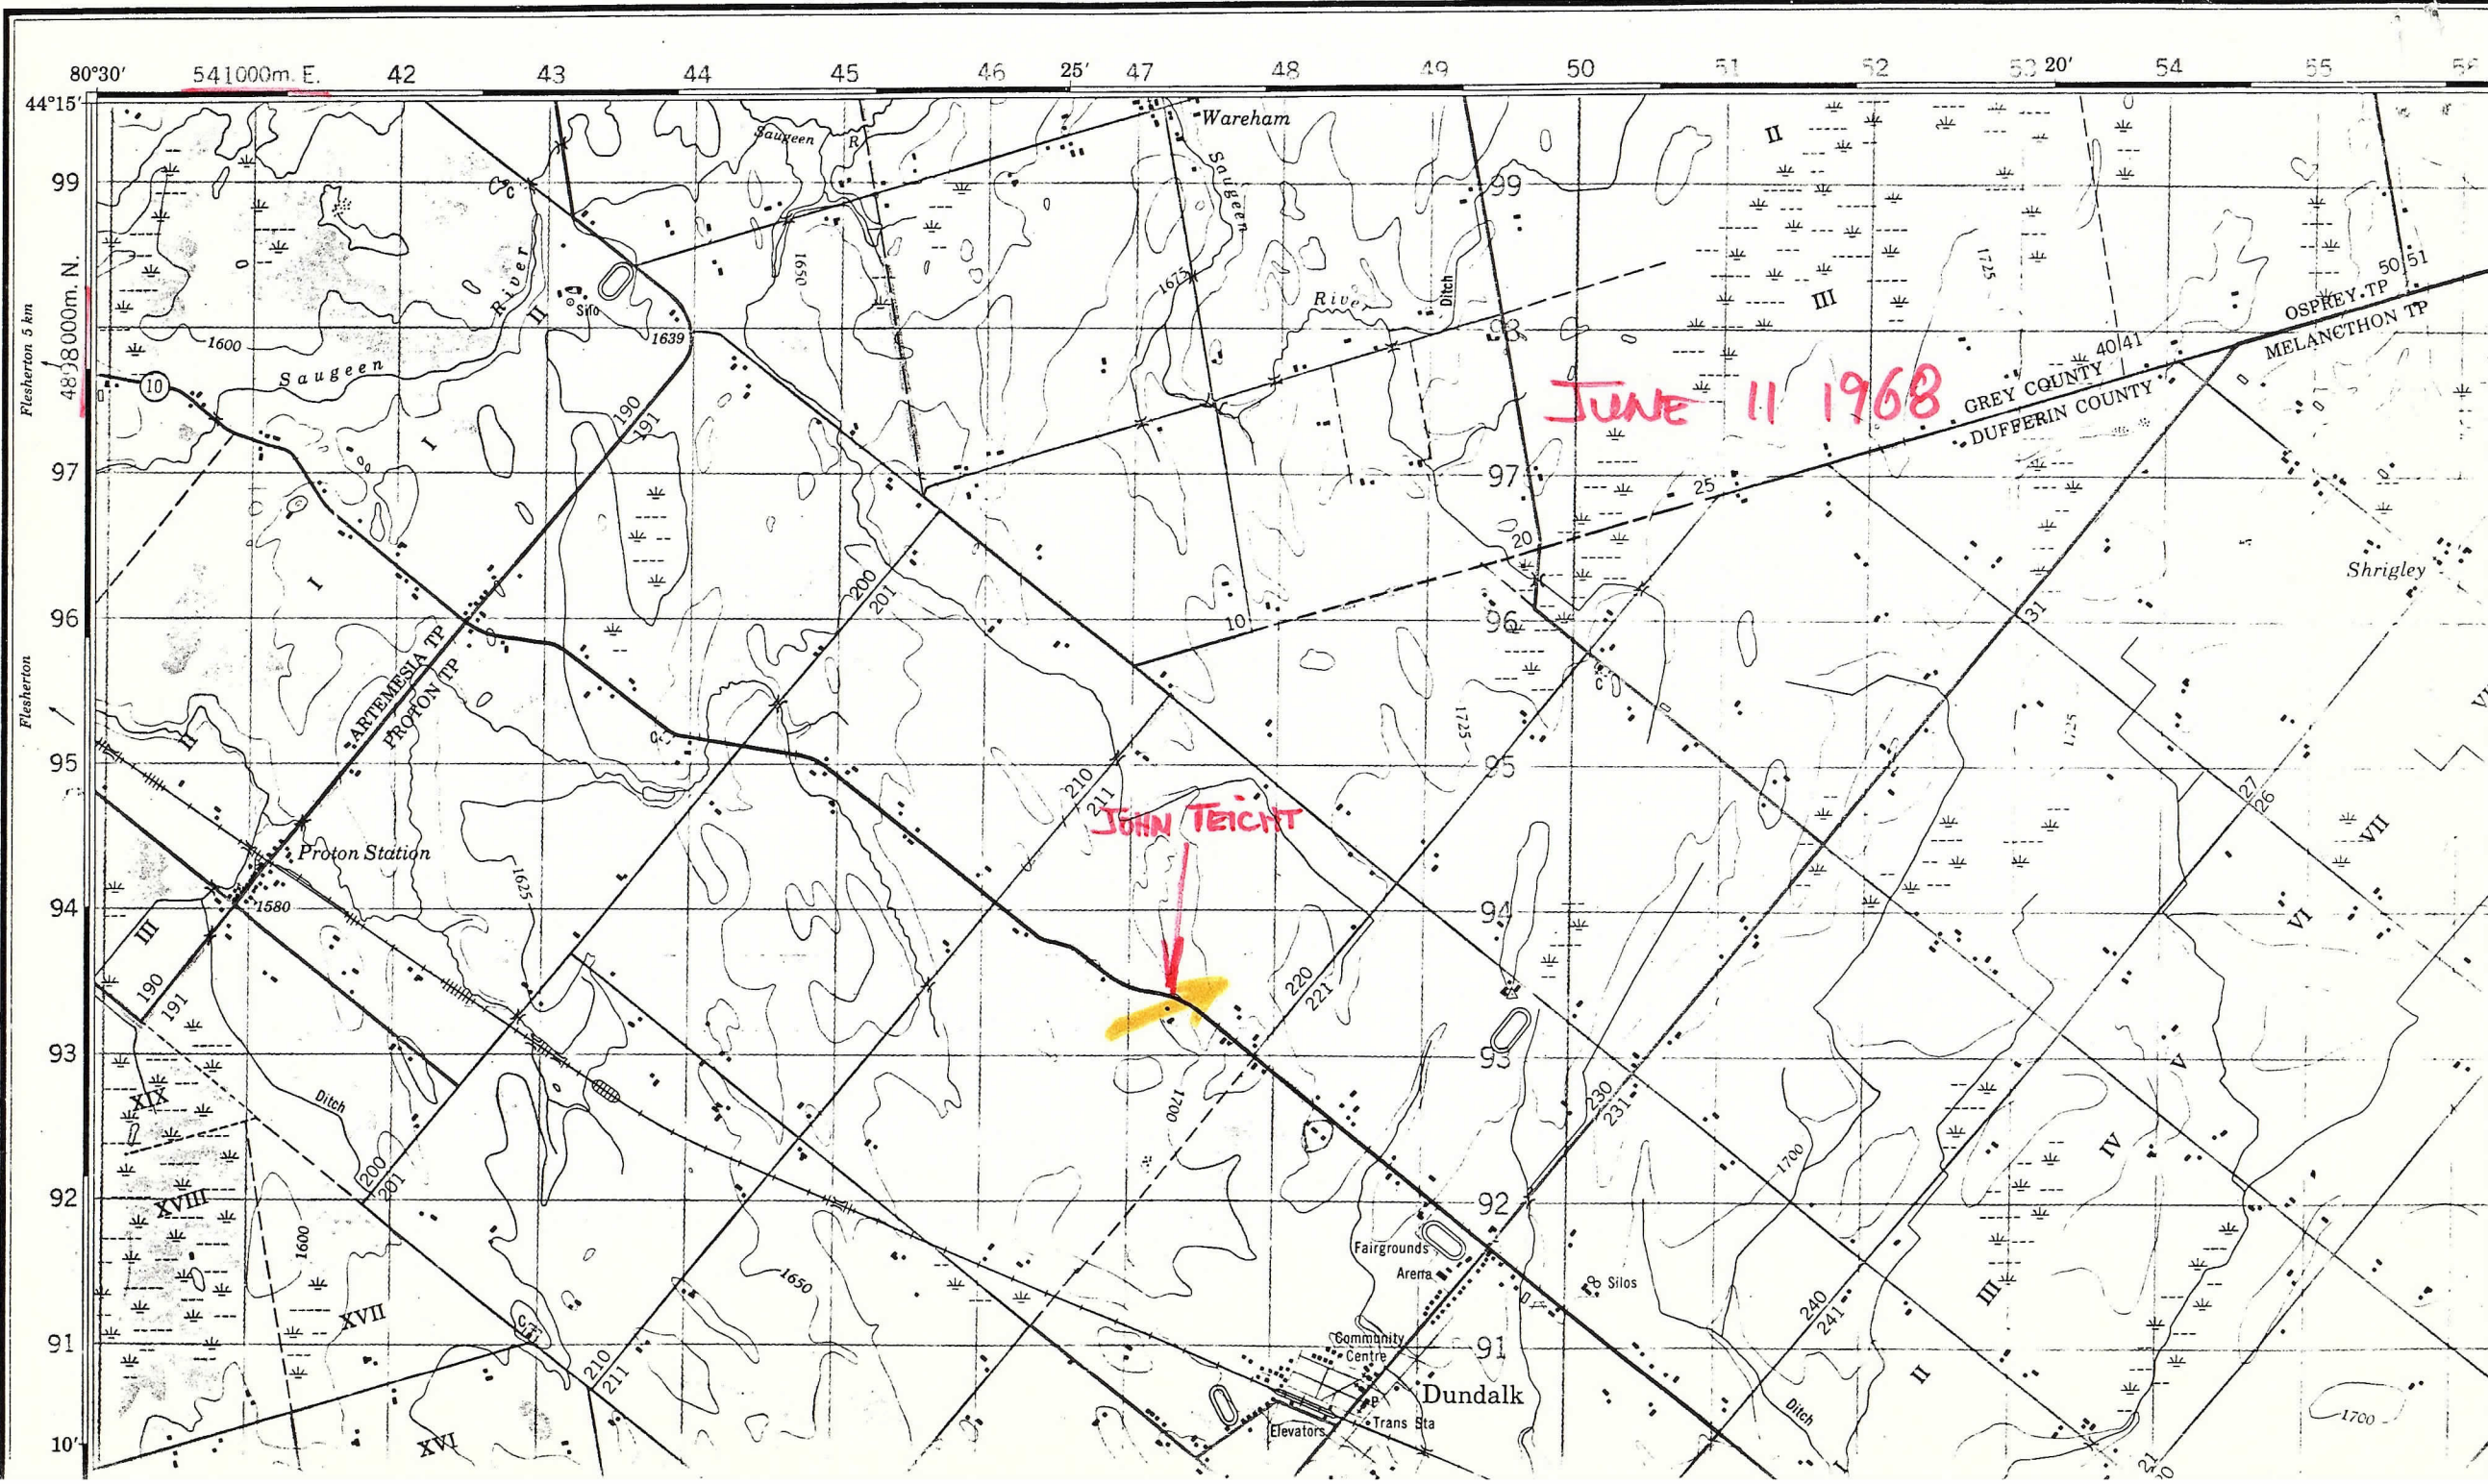 80°30′ 541000m. E. 42 43 44 45 46 25′ 47 48 49 50 51 52 53 20′ 54 55 56
44°15′
Wareham
Saugeen R
Saugeen
II
99 99
C
C
River
II
Silo
1650
1675
River
Ditch
1725
III
50 51
OSPREY TP
MELANCTHON TP
Flesherton 5 km
4898000m. N.
98
1600
1639
Saugeen
40 41
10
GREY COUNTY
DUFFERIN COUNTY
JUNE 11 1968
190
191
I
97 97
25
20
I
200
201
Shrigley
96 96
10
31
ARTEMESIA TP
PROTON TP
C
Flesherton
II
G
1725
1725
95 95
210
211
27
26
JOHN TEICHT
VII
Proton Station
1625
94 94
1580
III
VI
190
191
220
221
93 93
V
XIX
Ditch
1700
230
231
IV
200
201
1700
92 92
XVIII
1600
Fairgrounds
Arena
Silos
1650
III
XVII
240
241
91 91
Community
Centre
210
211
II
Dundalk
P
Trans Sta
Elevators
Ditch
1700
10′
XVI
I
21
20